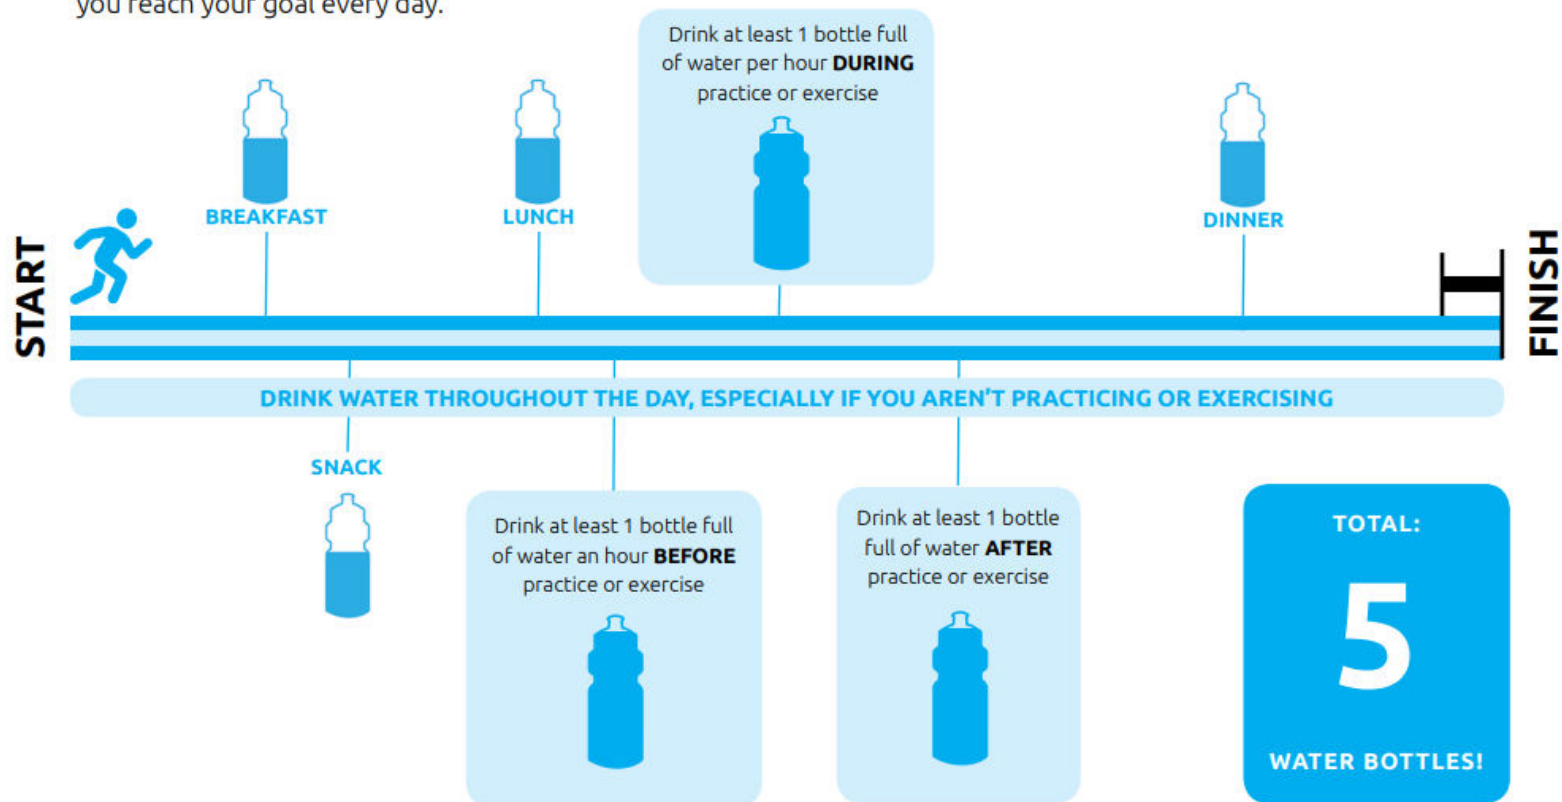 you reach your goal every day.
Drink at least 1 bottle full
of water per hour DURING
practice or exercise
BREAKFAST
LUNCH
DINNER
START
FINISH
DRINK WATER THROUGHOUT THE DAY, ESPECIALLY IF YOU AREN'T PRACTICING OR EXERCISING
SNACK
Drink at least 1 bottle full
of water an hour BEFORE
practice or exercise
Drink at least 1 bottle
full of water AFTER
practice or exercise
TOTAL:
5
WATER BOTTLES!